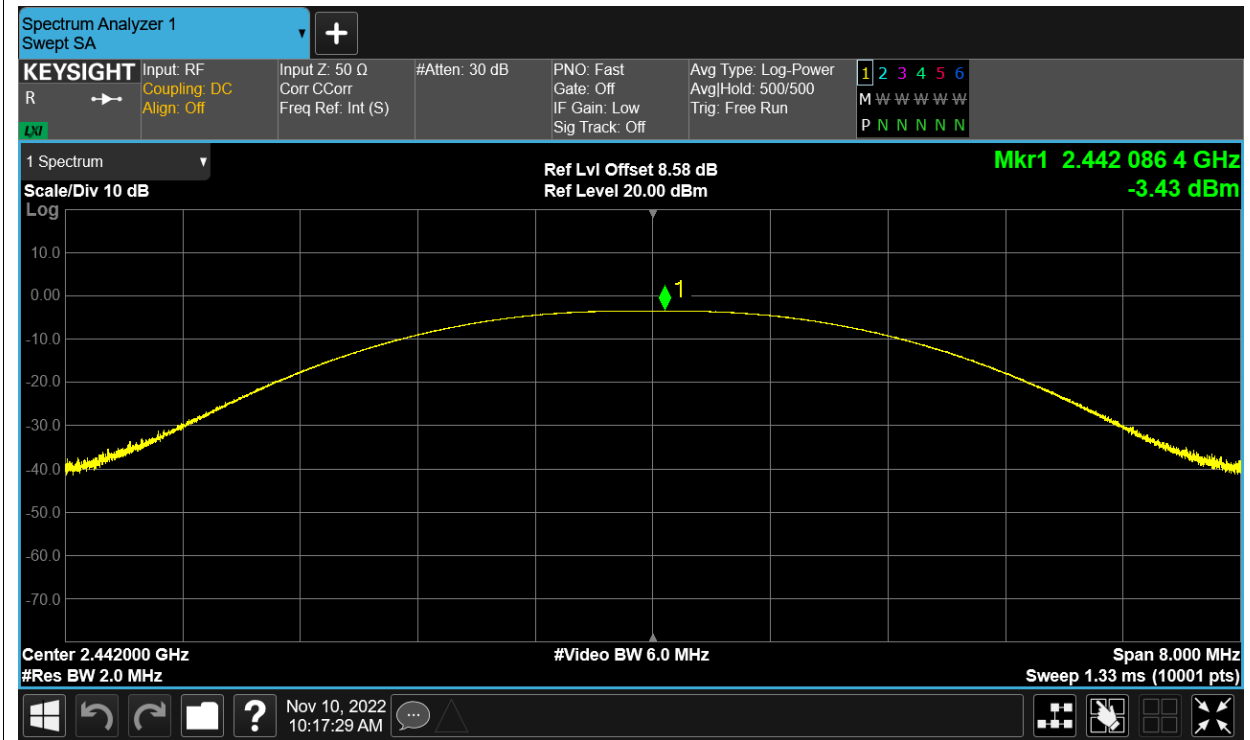 Spectrum Analyzer 1
Swept SA
KEYSIGHT
R
LXI
Input: RF
Coupling: DC
Align: Off
Input Z: 50 Ω
Corr CCorr
Freq Ref: Int (S)
#Atten: 30 dB
PNO: Fast
Gate: Off
IF Gain: Low
Sig Track: Off
Avg Type: Log-Power
Avg|Hold: 500/500
Trig: Free Run
1 2 3 4 5 6
M W W W W W
P N N N N N
1 Spectrum
Scale/Div 10 dB
Log
Ref Lvl Offset 8.58 dB
Ref Level 20.00 dBm
Mkr1 2.442 086 4 GHz
-3.43 dBm
1
10.0
0.00
-10.0
-20.0
-30.0
-40.0
-50.0
-60.0
-70.0
Center 2.442000 GHz
#Video BW 6.0 MHz
Span 8.000 MHz
#Res BW 2.0 MHz
Sweep 1.33 ms (10001 pts)
?
Nov 10, 2022
10:17:29 AM